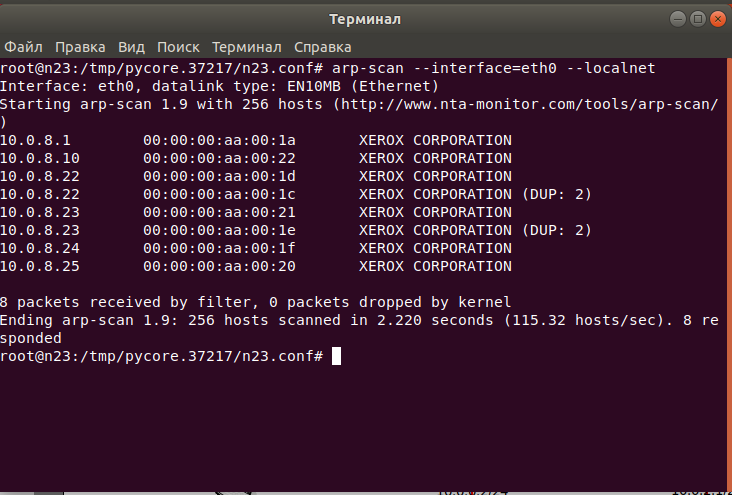 Терминал
Файл Правка Вид Поиск Терминал Справка
root@n23:/tmp/pycore.37217/n23.conf# arp-scan --interface=eth0 --localnet
Interface: eth0, datalink type: EN10MB (Ethernet)
Starting arp-scan 1.9 with 256 hosts (http://www.nta-monitor.com/tools/arp-scan/
)
10.0.8.1 00:00:00:aa:00:1a XEROX CORPORATION
10.0.8.10 00:00:00:aa:00:22 XEROX CORPORATION
10.0.8.22 00:00:00:aa:00:1d XEROX CORPORATION
10.0.8.22 00:00:00:aa:00:1c XEROX CORPORATION (DUP: 2)
10.0.8.23 00:00:00:aa:00:21 XEROX CORPORATION
10.0.8.23 00:00:00:aa:00:1e XEROX CORPORATION (DUP: 2)
10.0.8.24 00:00:00:aa:00:1f XEROX CORPORATION
10.0.8.25 00:00:00:aa:00:20 XEROX CORPORATION
8 packets received by filter, 0 packets dropped by kernel
Ending arp-scan 1.9: 256 hosts scanned in 2.220 seconds (115.32 hosts/sec). 8 re
sponded
root@n23:/tmp/pycore.37217/n23.conf#